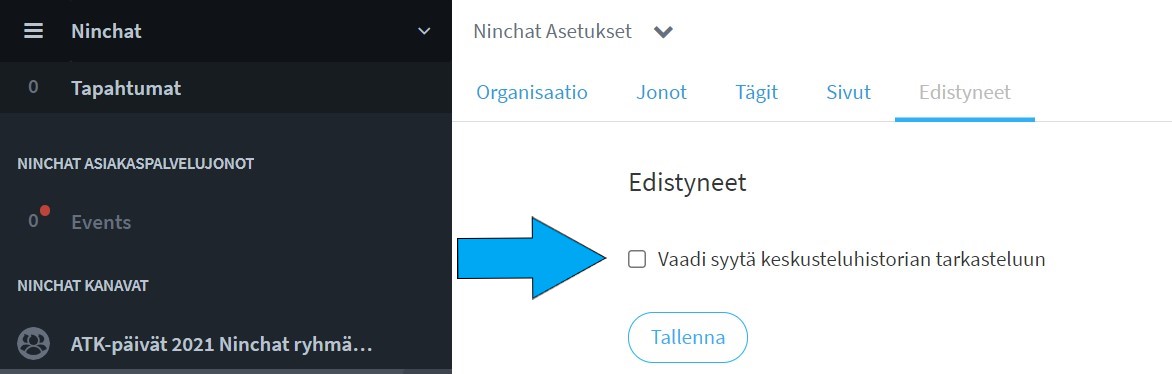 Ninchat
0 Tapahtumat
NINCHAT ASIAKASPALVELUJONOT
0 Events
NINCHAT KANAVAT
ATK-päivät 2021 Ninchat ryhmä...
Ninchat Asetukset
Organisaatio Jonot Tägit Sivut Edistyneet
Edistyneet
Vaadi syytä keskusteluhistorian tarkasteluun
Tallenna